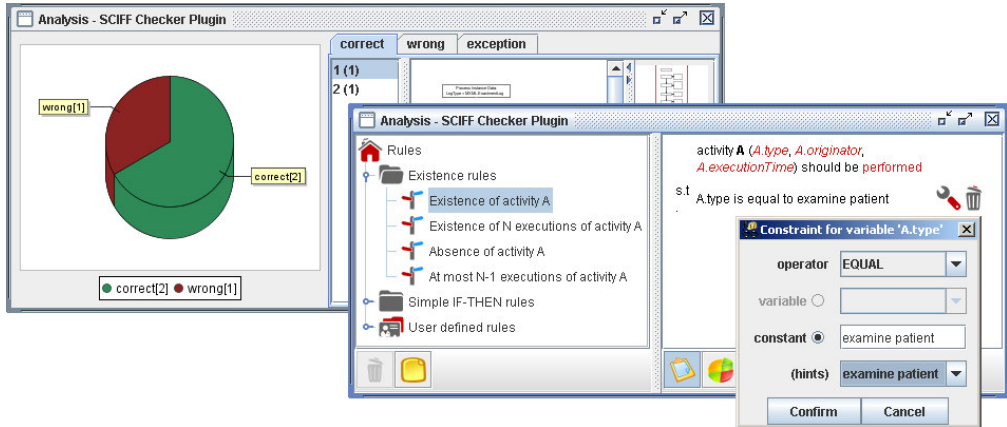 Analysis - SCIFF Checker Plugin
correct wrong exception
1 (1)
2 (1)
Process Instance Data
wrong[1]
correct[2]
correct[2] wrong[1]
Analysis - SCIFF Checker Plugin
Rules
Existence rules
Existence of activity A
Existence of N executions of activity A
Absence of activity A
At most N-1 executions of activity A
Simple IF-THEN rules
User defined rules
activity A (A.type, A.originator,
A.executionTime) should be performed
s.t
A.type is equal to examine patient
Constraint for variable 'A.type'
operator EQUAL
variable
constant examine patient
(hints) examine patient
Confirm Cancel